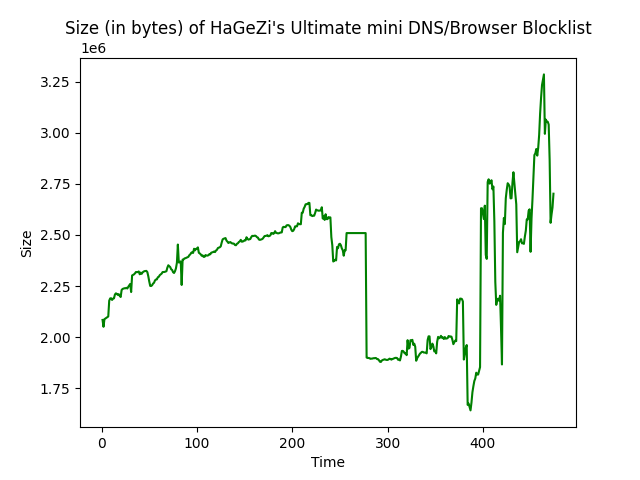 Size (in bytes) of HaGeZi's Ultimate mini DNS/Browser Blocklist
1e6
3.25
3.00
2.75
2.50
2.25
2.00
1.75
Size
0 100 200 300 400
Time